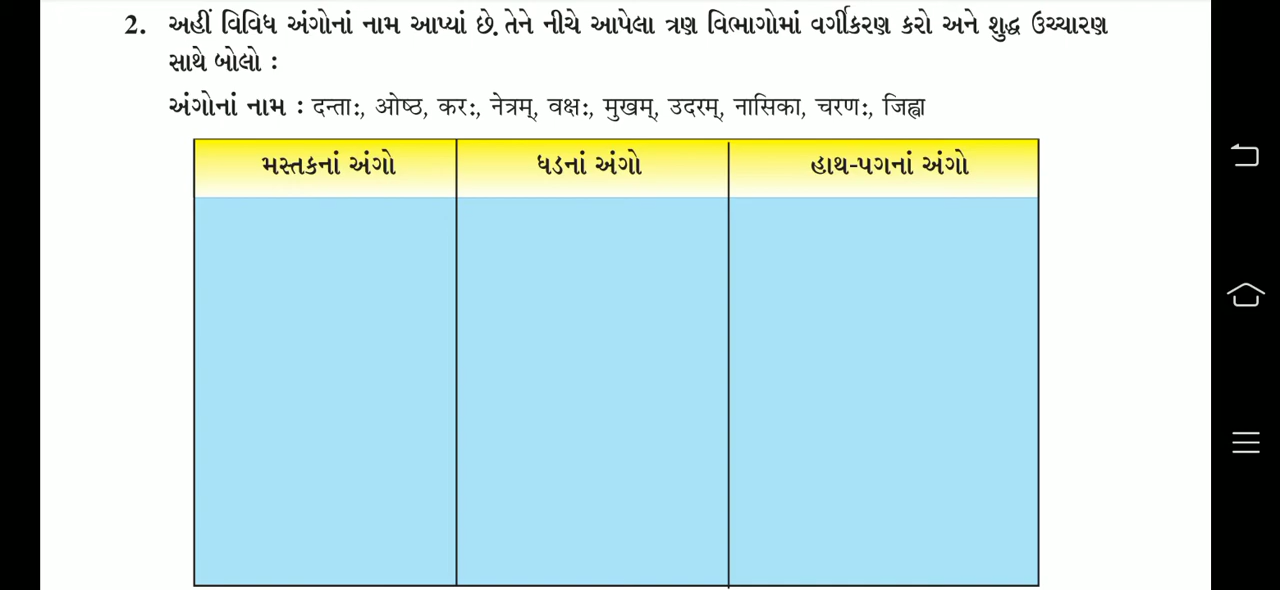 2. અહીં વિવિધ અંગોનાં નામ આપ્યાં છે. તેને નીચે આપેલા ત્રણ વિભાગોમાં વર્ગીકરણ કરો અને શુદ્ધ ઉચ્ચારણ
સાથે બોલો :
અંગોનાં નામ : दन्ताः, ओष्ठ, करः, नेत्रम्, वक्षः, मुखम्, उदरम्, नासिका, चरणः, जिह्वा
મસ્તકનાં અંગો ધડનાં અંગો હાથ-પગનાં અંગો